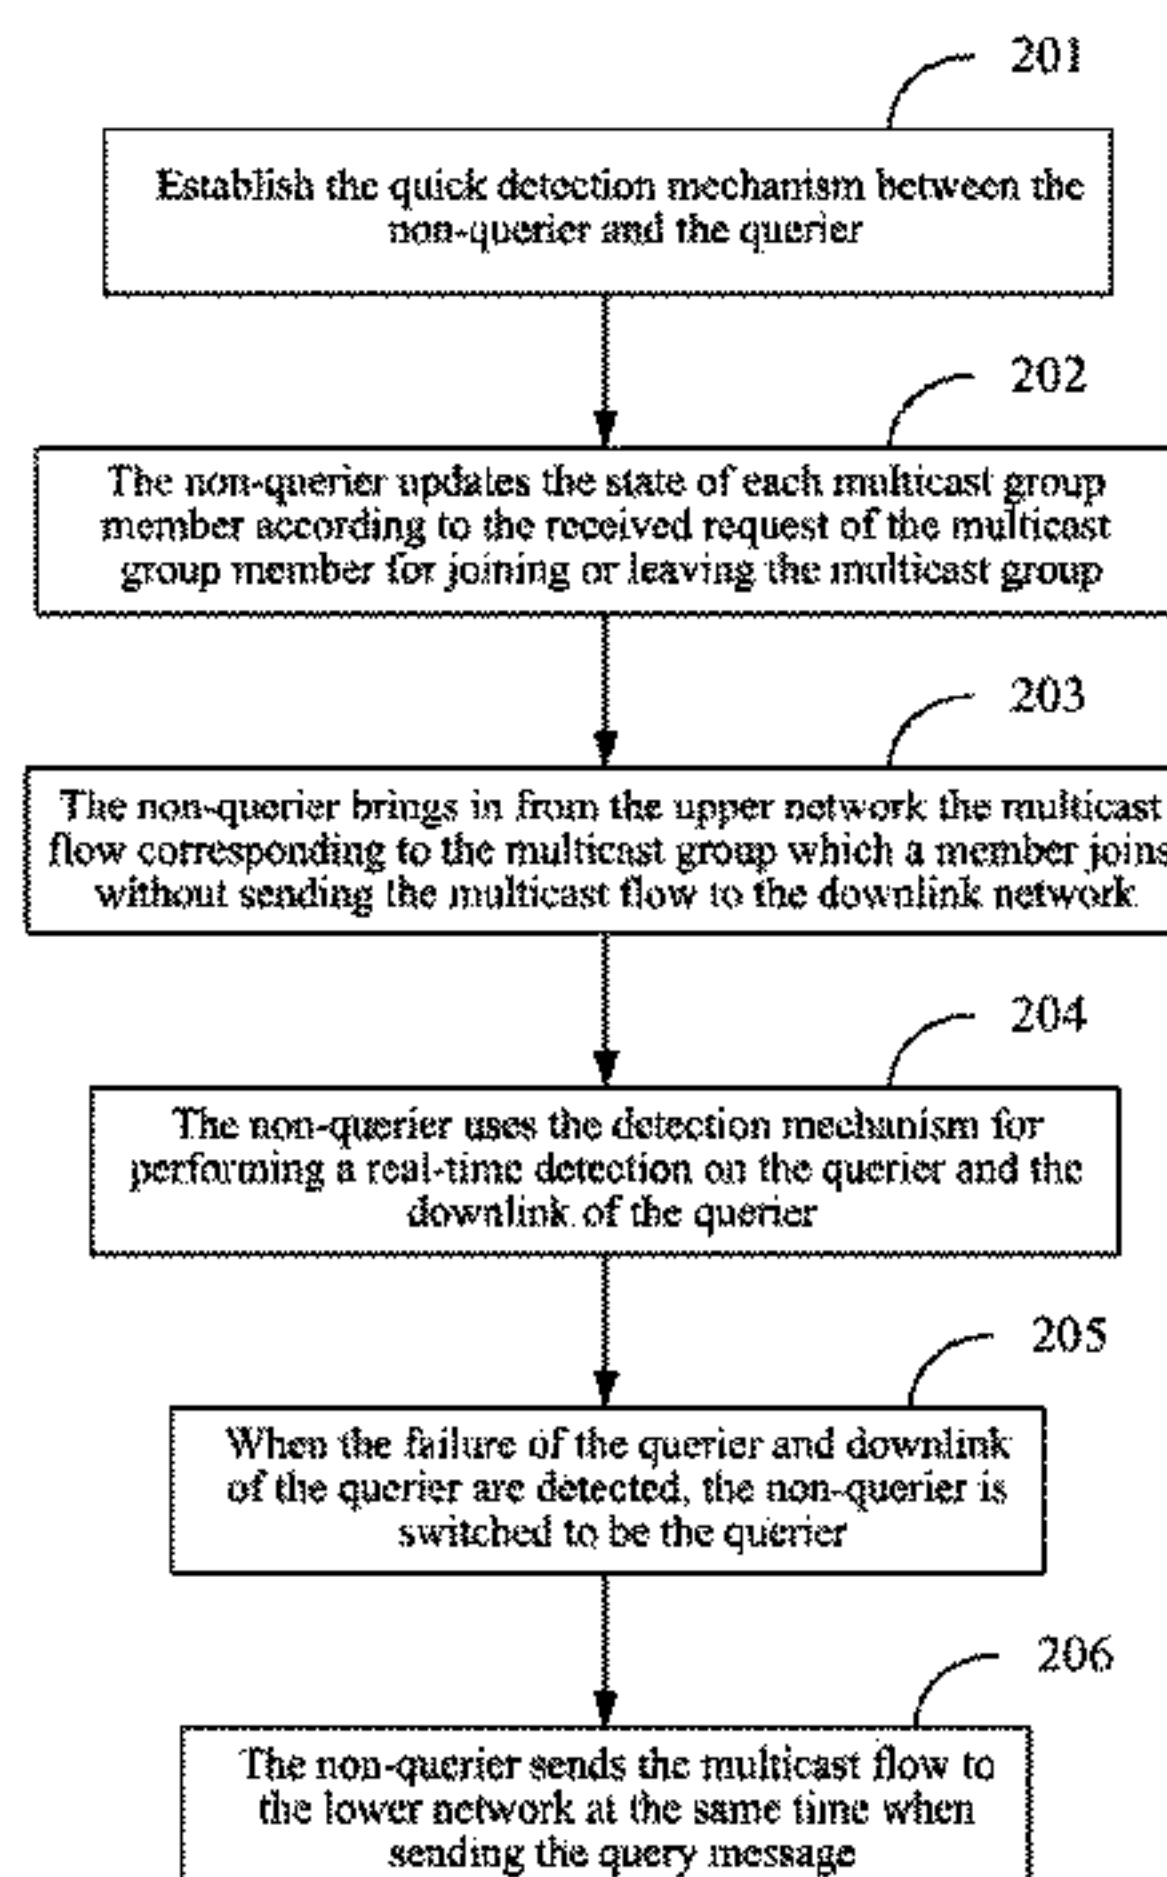 201
Establish the quick detection mechanism between the
non-querier and the querier
202
The non-querier updates the state of each multicast group
member according to the received request of the multicast
group member for joining or leaving the multicast group
203
The non-querier brings in from the upper network the multicast
flow corresponding to the multicast group which a member joins
without sending the multicast flow to the downlink network
204
The non-querier uses the detection mechanism for
performing a real-time detection on the querier and the
downlink of the querier
205
When the failure of the querier and downlink
of the querier are detected, the non-querier is
switched to be the querier
206
The non-querier sends the multicast flow to
the lower network at the same time when
sending the query message